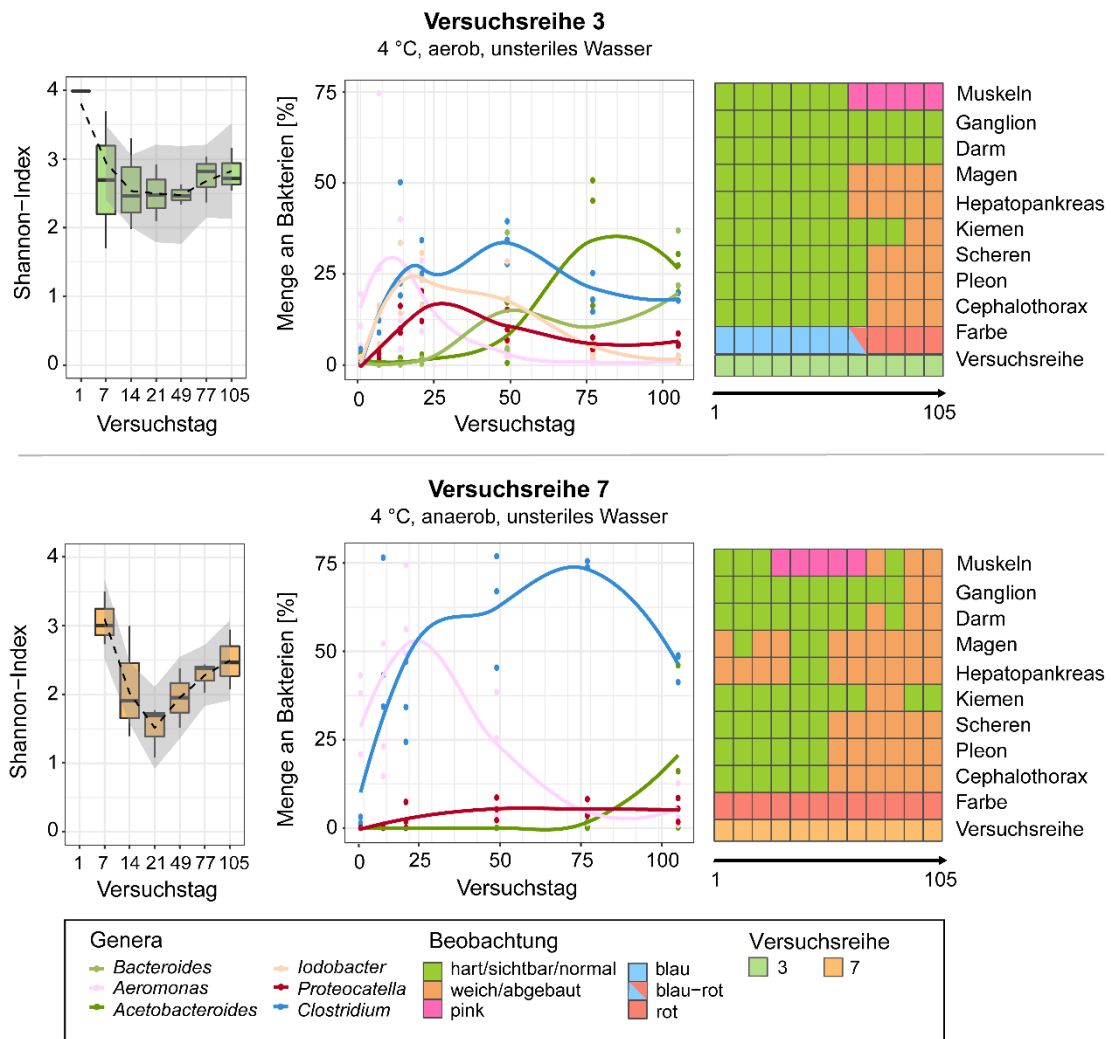 Versuchsreihe 3
4 °C, aerob, unsteriles Wasser
Shannon-Index
4
3
2
1
0
1 7 14 21 49 77 105
Versuchstag
Menge an Bakterien [%]
75
50
25
0
0 25 50 75 100
Versuchstag
Muskeln
Ganglion
Darm
Magen
Hepatopankreas
Kiemen
Scheren
Pleon
Cephalothorax
Farbe
Versuchsreihe
1 105
Versuchsreihe 7
4 °C, anaerob, unsteriles Wasser
Shannon-Index
4
3
2
1
0
1 7 14 21 49 77 105
Versuchstag
Menge an Bakterien [%]
75
50
25
0
0 25 50 75 100
Versuchstag
Muskeln
Ganglion
Darm
Magen
Hepatopankreas
Kiemen
Scheren
Pleon
Cephalothorax
Farbe
Versuchsreihe
1 105
Genera
Bacteroides
Aeromonas
Acetobacteroides
Iodobacter
Proteocatella
Clostridium
Beobachtung
hart/sichtbar/normal
weich/abgebaut
pink
blau
blau-rot
rot
Versuchsreihe
3 7